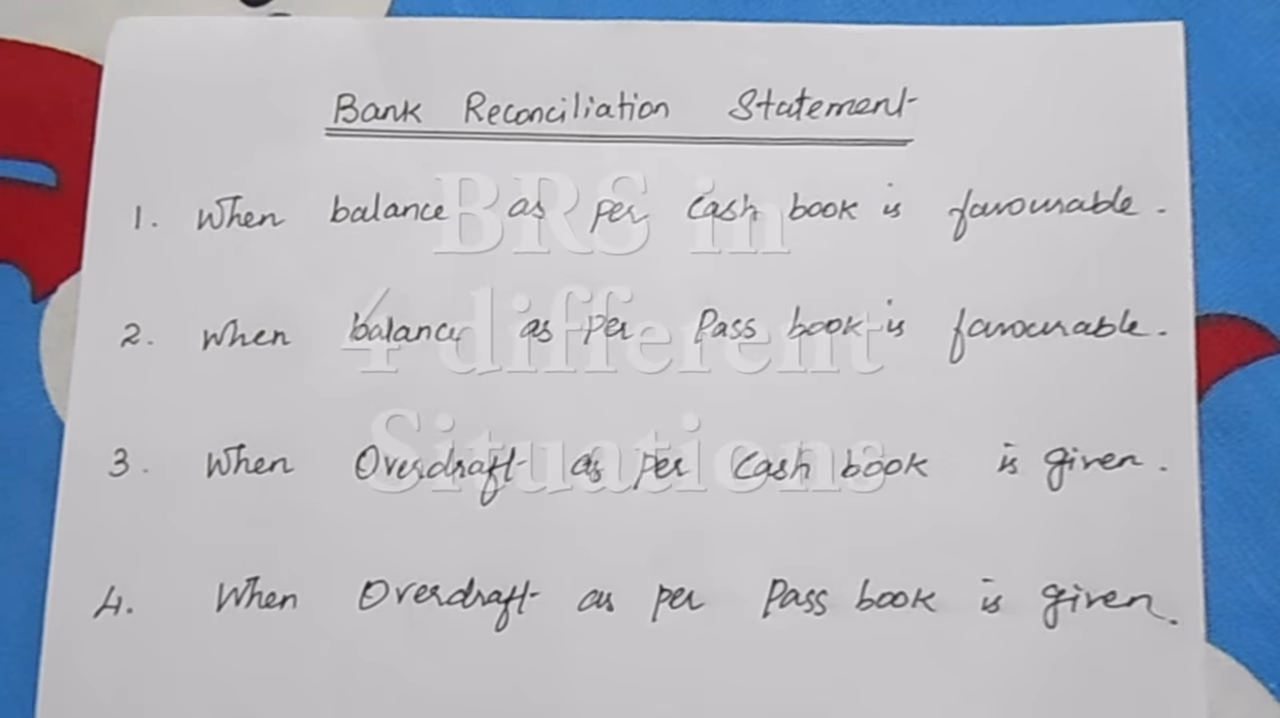 Bank Reconciliation Statement
1. When balance as per Cash book is favourable.
2. When balance as per Pass book is favourable.
3. When Overdraft as per Cash book is given.
4. When Overdraft as per Pass book is given.
BRS in
4 different
Situations